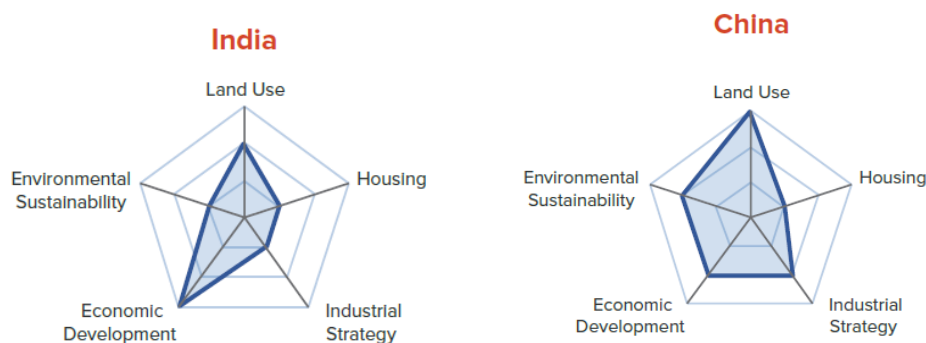 India
Land Use
Environmental
Sustainability
Housing
Economic
Development
Industrial
Strategy
China
Land Use
Environmental
Sustainability
Housing
Economic
Development
Industrial
Strategy